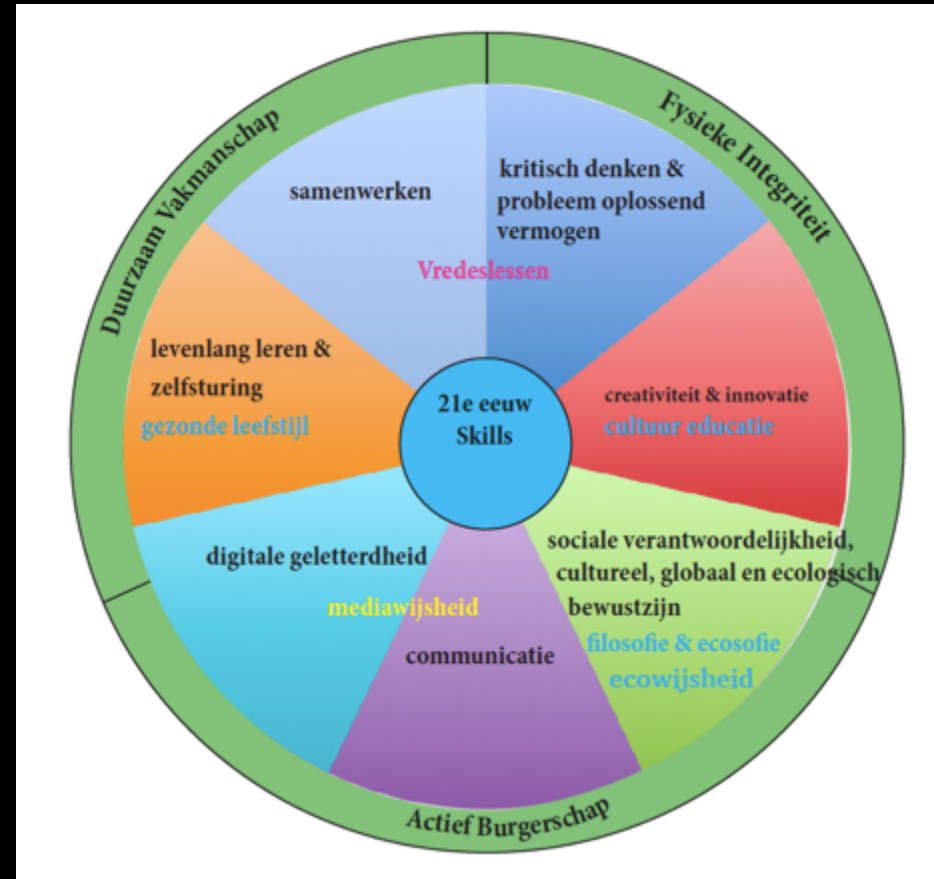 Duurzaam Vakmanschap
Fysieke Integriteit
samenwerken
kritisch denken &
probleem oplossend
vermogen
Vredeslessen
levenlang leren &
zelfsturing
gezonde leefstijl
21e eeuw
Skills
creativiteit & innovatie
cultuur educatie
digitale geletterdheid
mediawijsheid
communicatie
sociale verantwoordelijkheid,
cultureel, globaal en ecologisch
bewustzijn
filosofie & ecosofie
ecowijsheid
Actief Burgerschap